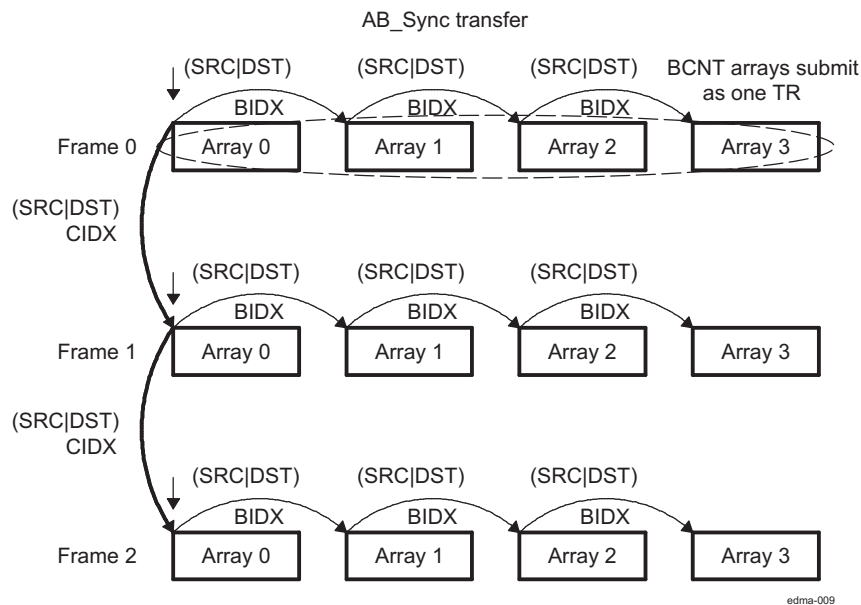 AB_Sync transfer
(SRC|DST) (SRC|DST) (SRC|DST) BCNT arrays submit
as one TR
BIDX BIDX BIDX
Frame 0 Array 0 Array 1 Array 2 Array 3
(SRC|DST)
CIDX
(SRC|DST) (SRC|DST) (SRC|DST)
BIDX BIDX BIDX
Frame 1 Array 0 Array 1 Array 2 Array 3
(SRC|DST)
CIDX
(SRC|DST) (SRC|DST) (SRC|DST)
BIDX BIDX BIDX
Frame 2 Array 0 Array 1 Array 2 Array 3
edma-009